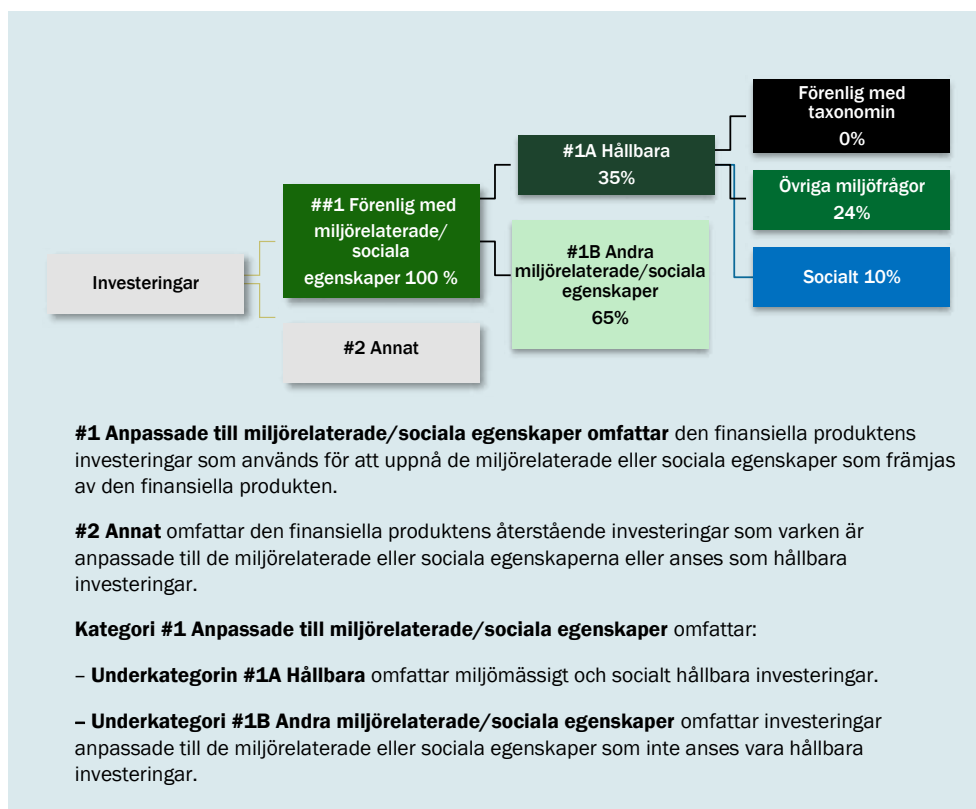 Investeringar
##1 Förenlig med
miljörelaterade/
sociala
egenskaper 100 %
#2 Annat
#1A Hållbara
35%
#1B Andra
miljörelaterade/sociala
egenskaper
65%
Förenlig med
taxonomin
0%
Övriga miljöfrågor
24%
Socialt 10%
#1 Anpassade till miljörelaterade/sociala egenskaper omfattar den finansiella produktens
investeringar som används för att uppnå de miljörelaterade eller sociala egenskaper som främjas
av den finansiella produkten.
#2 Annat omfattar den finansiella produktens återstående investeringar som varken är
anpassade till de miljörelaterade eller sociala egenskaperna eller anses som hållbara
investeringar.
Kategori #1 Anpassade till miljörelaterade/sociala egenskaper omfattar:
– Underkategorin #1A Hållbara omfattar miljömässigt och socialt hållbara investeringar.
– Underkategori #1B Andra miljörelaterade/sociala egenskaper omfattar investeringar
anpassade till de miljörelaterade eller sociala egenskaper som inte anses vara hållbara
investeringar.